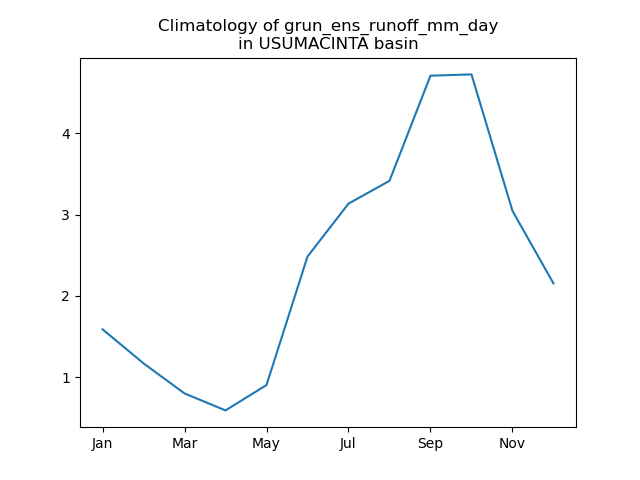 Climatology of grun_ens_runoff_mm_day
in USUMACINTA basin
4
3
2
1
Jan Mar May Jul Sep Nov